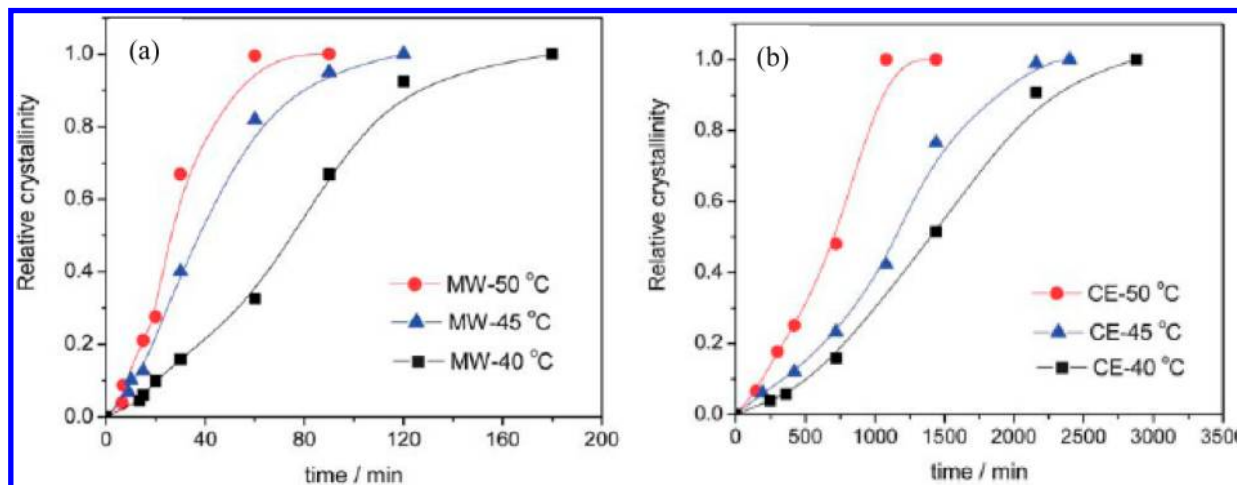 (a)
Relative crystallinity
1.0
0.8
0.6
0.4
0.2
0.0
MW-50 °C
MW-45 °C
MW-40 °C
0 40 80 120 160 200
time / min
(b)
Relative crystallinity
1.0
0.8
0.6
0.4
0.2
0.0
CE-50 °C
CE-45 °C
CE-40 °C
0 500 1000 1500 2000 2500 3000 350
time / min